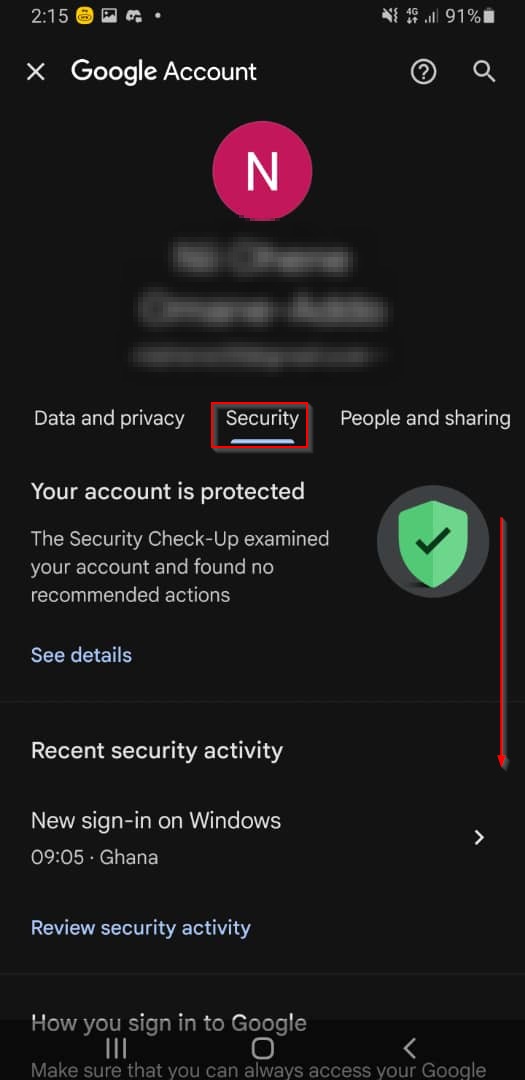 2:15 4G 91%
Google Account
N
Data and privacy Security People and sharing
Your account is protected
The Security Check-Up examined
your account and found no
recommended actions
See details
Recent security activity
New sign-in on Windows
09:05 · Ghana
Review security activity
How you sign in to Google
Make sure that you can always access your Google